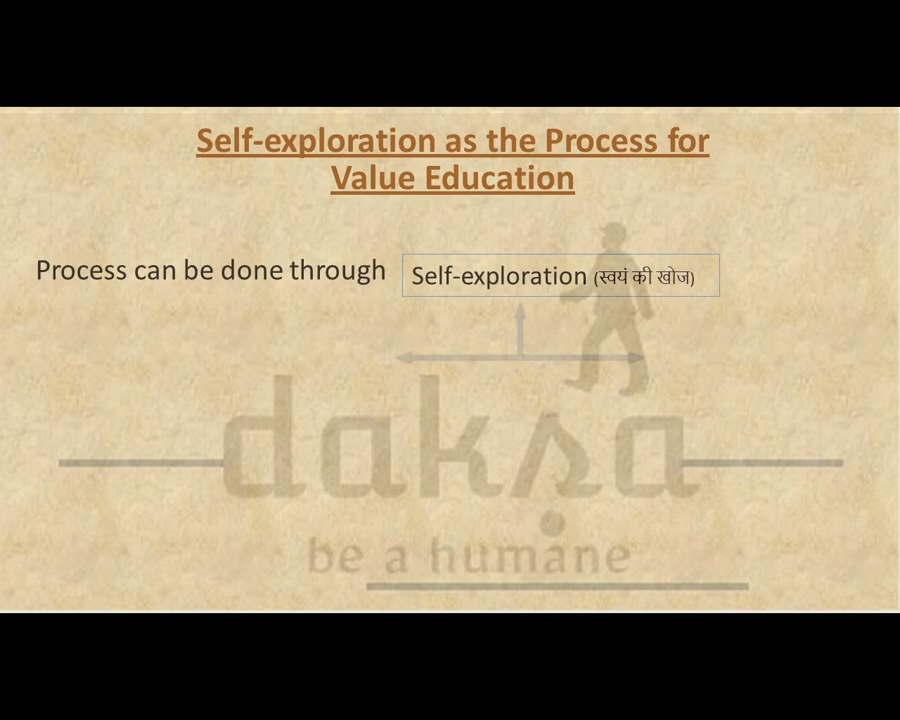 Self-exploration as the Process for
Value Education
Process can be done through
Self-exploration (स्वयं की खोज)
daksa
be a humane